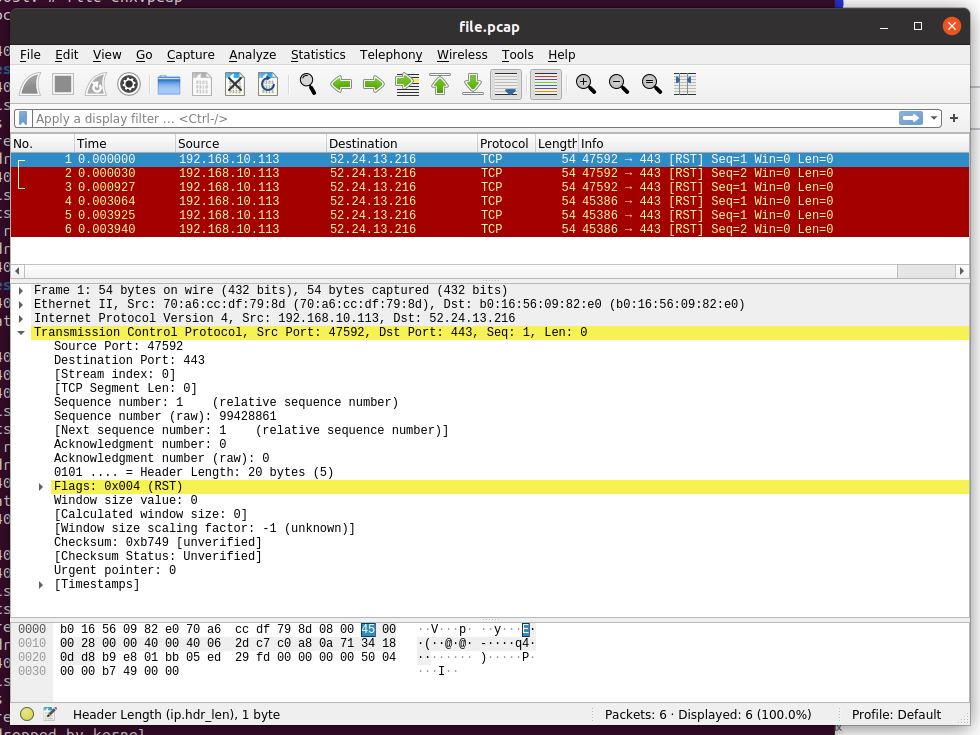 file.pcap
File Edit View Go Capture Analyze Statistics Telephony Wireless Tools Help
Apply a display filter ... <Ctrl-/>
No. Time Source Destination Protocol Length Info
1 0.000000 192.168.10.113 52.24.13.216 TCP 54 47592 → 443 [RST] Seq=1 Win=0 Len=0
2 0.000030 192.168.10.113 52.24.13.216 TCP 54 47592 → 443 [RST] Seq=2 Win=0 Len=0
3 0.000927 192.168.10.113 52.24.13.216 TCP 54 47592 → 443 [RST] Seq=1 Win=0 Len=0
4 0.003064 192.168.10.113 52.24.13.216 TCP 54 45386 → 443 [RST] Seq=1 Win=0 Len=0
5 0.003925 192.168.10.113 52.24.13.216 TCP 54 45386 → 443 [RST] Seq=1 Win=0 Len=0
6 0.003940 192.168.10.113 52.24.13.216 TCP 54 45386 → 443 [RST] Seq=2 Win=0 Len=0
Frame 1: 54 bytes on wire (432 bits), 54 bytes captured (432 bits)
Ethernet II, Src: 70:a6:cc:df:79:8d (70:a6:cc:df:79:8d), Dst: b0:16:56:09:82:e0 (b0:16:56:09:82:e0)
Internet Protocol Version 4, Src: 192.168.10.113, Dst: 52.24.13.216
Transmission Control Protocol, Src Port: 47592, Dst Port: 443, Seq: 1, Len: 0
Source Port: 47592
Destination Port: 443
[Stream index: 0]
[TCP Segment Len: 0]
Sequence number: 1 (relative sequence number)
Sequence number (raw): 99428861
[Next sequence number: 1 (relative sequence number)]
Acknowledgment number: 0
Acknowledgment number (raw): 0
0101 .... = Header Length: 20 bytes (5)
Flags: 0x004 (RST)
Window size value: 0
[Calculated window size: 0]
[Window size scaling factor: -1 (unknown)]
Checksum: 0xb749 [unverified]
[Checksum Status: Unverified]
Urgent pointer: 0
[Timestamps]
0000 b0 16 56 09 82 e0 70 a6 cc df 79 8d 08 00 45 00 ··V···p· ··y···E·
0010 00 28 00 00 40 00 40 06 2d c7 c0 a8 0a 71 34 18 ·(··@·@· -····q4·
0020 0d d8 b9 e8 01 bb 05 ed 29 fd 00 00 00 00 50 04 ········ )·····P·
0030 00 00 b7 49 00 00 ···I··
Header Length (ip.hdr_len), 1 byte Packets: 6 · Displayed: 6 (100.0%) Profile: Default
dropped by kernel